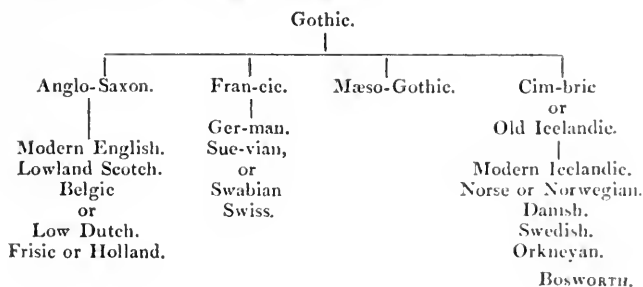 Gothic.
Anglo-Saxon. Fran-cic. Mæso-Gothic. Cim-bric
or
Old Icelandic.
Ger-man.
Sue-vian,
or
Swabian
Swiss.
Modern English.
Lowland Scotch.
Belgic
or
Low Dutch.
Frisic or Holland.
Modern Icelandic.
Norse or Norwegian.
Danish.
Swedish.
Orkneyan.
BOSWORTH.